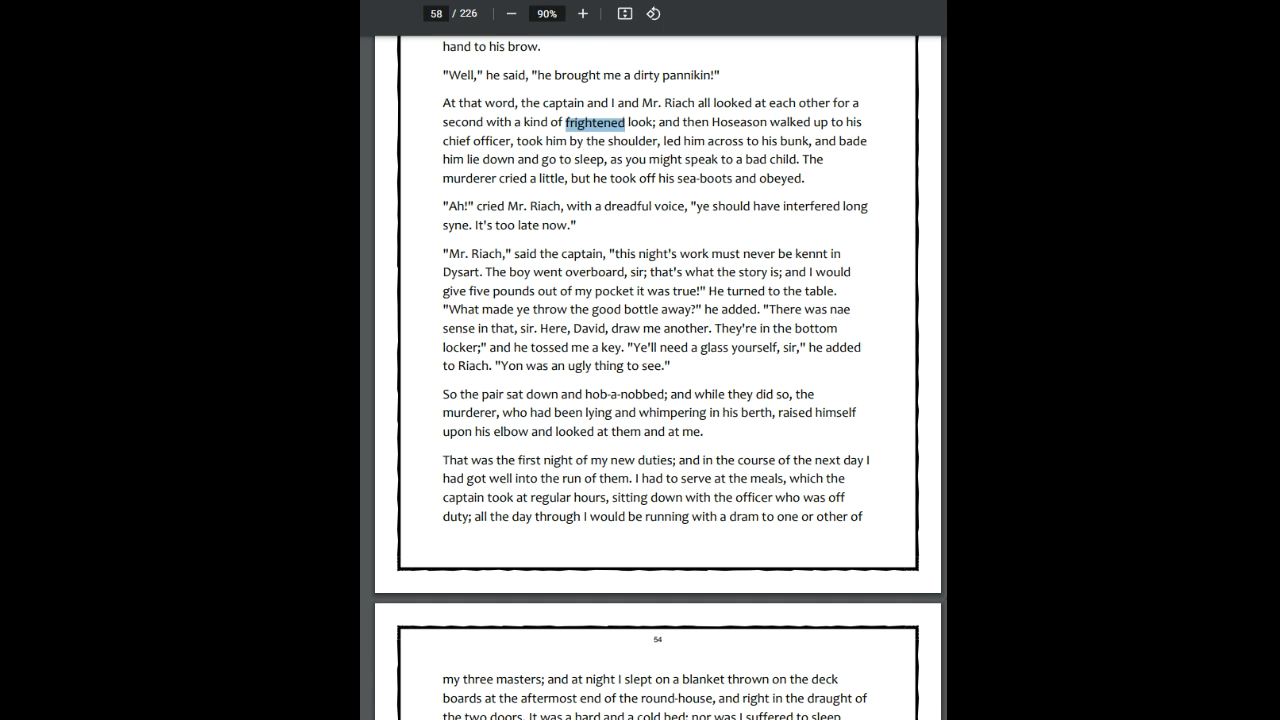 58 / 226
90%
hand to his brow.
"Well," he said, "he brought me a dirty pannikin!"
At that word, the captain and I and Mr. Riach all looked at each other for a
second with a kind of frightened look; and then Hoseason walked up to his
chief officer, took him by the shoulder, led him across to his bunk, and bade
him lie down and go to sleep, as you might speak to a bad child. The
murderer cried a little, but he took off his sea-boots and obeyed.
"Ah!" cried Mr. Riach, with a dreadful voice, "ye should have interfered long
syne. It's too late now."
"Mr. Riach," said the captain, "this night's work must never be kennt in
Dysart. The boy went overboard, sir; that's what the story is; and I would
give five pounds out of my pocket it was true!" He turned to the table.
"What made ye throw the good bottle away?" he added. "There was nae
sense in that, sir. Here, David, draw me another. They're in the bottom
locker;" and he tossed me a key. "Ye'll need a glass yourself, sir," he added
to Riach. "Yon was an ugly thing to see."
So the pair sat down and hob-a-nobbed; and while they did so, the
murderer, who had been lying and whimpering in his berth, raised himself
upon his elbow and looked at them and at me.
That was the first night of my new duties; and in the course of the next day I
had got well into the run of them. I had to serve at the meals, which the
captain took at regular hours, sitting down with the officer who was off
duty; all the day through I would be running with a dram to one or other of
54
my three masters; and at night I slept on a blanket thrown on the deck
boards at the aftermost end of the round-house, and right in the draught of
the two doors. It was a hard and a cold bed; nor was I suffered to sleep